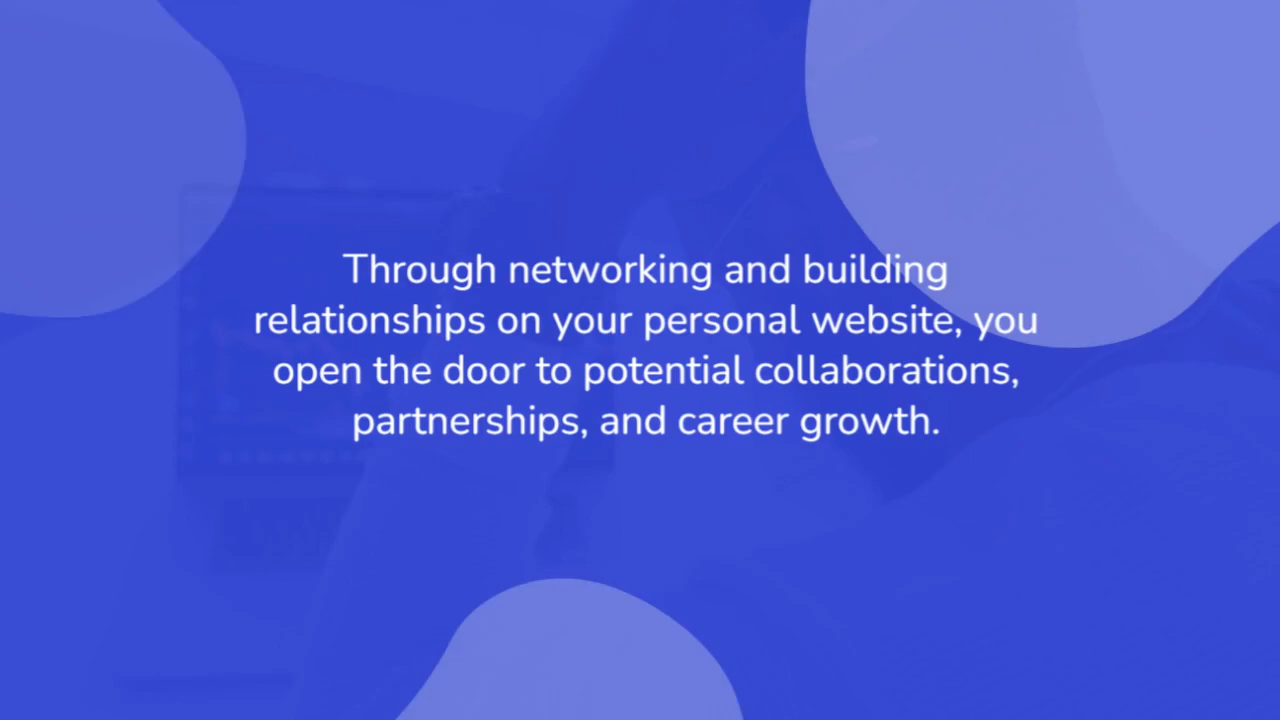 Through networking and building
relationships on your personal website, you
open the door to potential collaborations,
partnerships, and career growth.